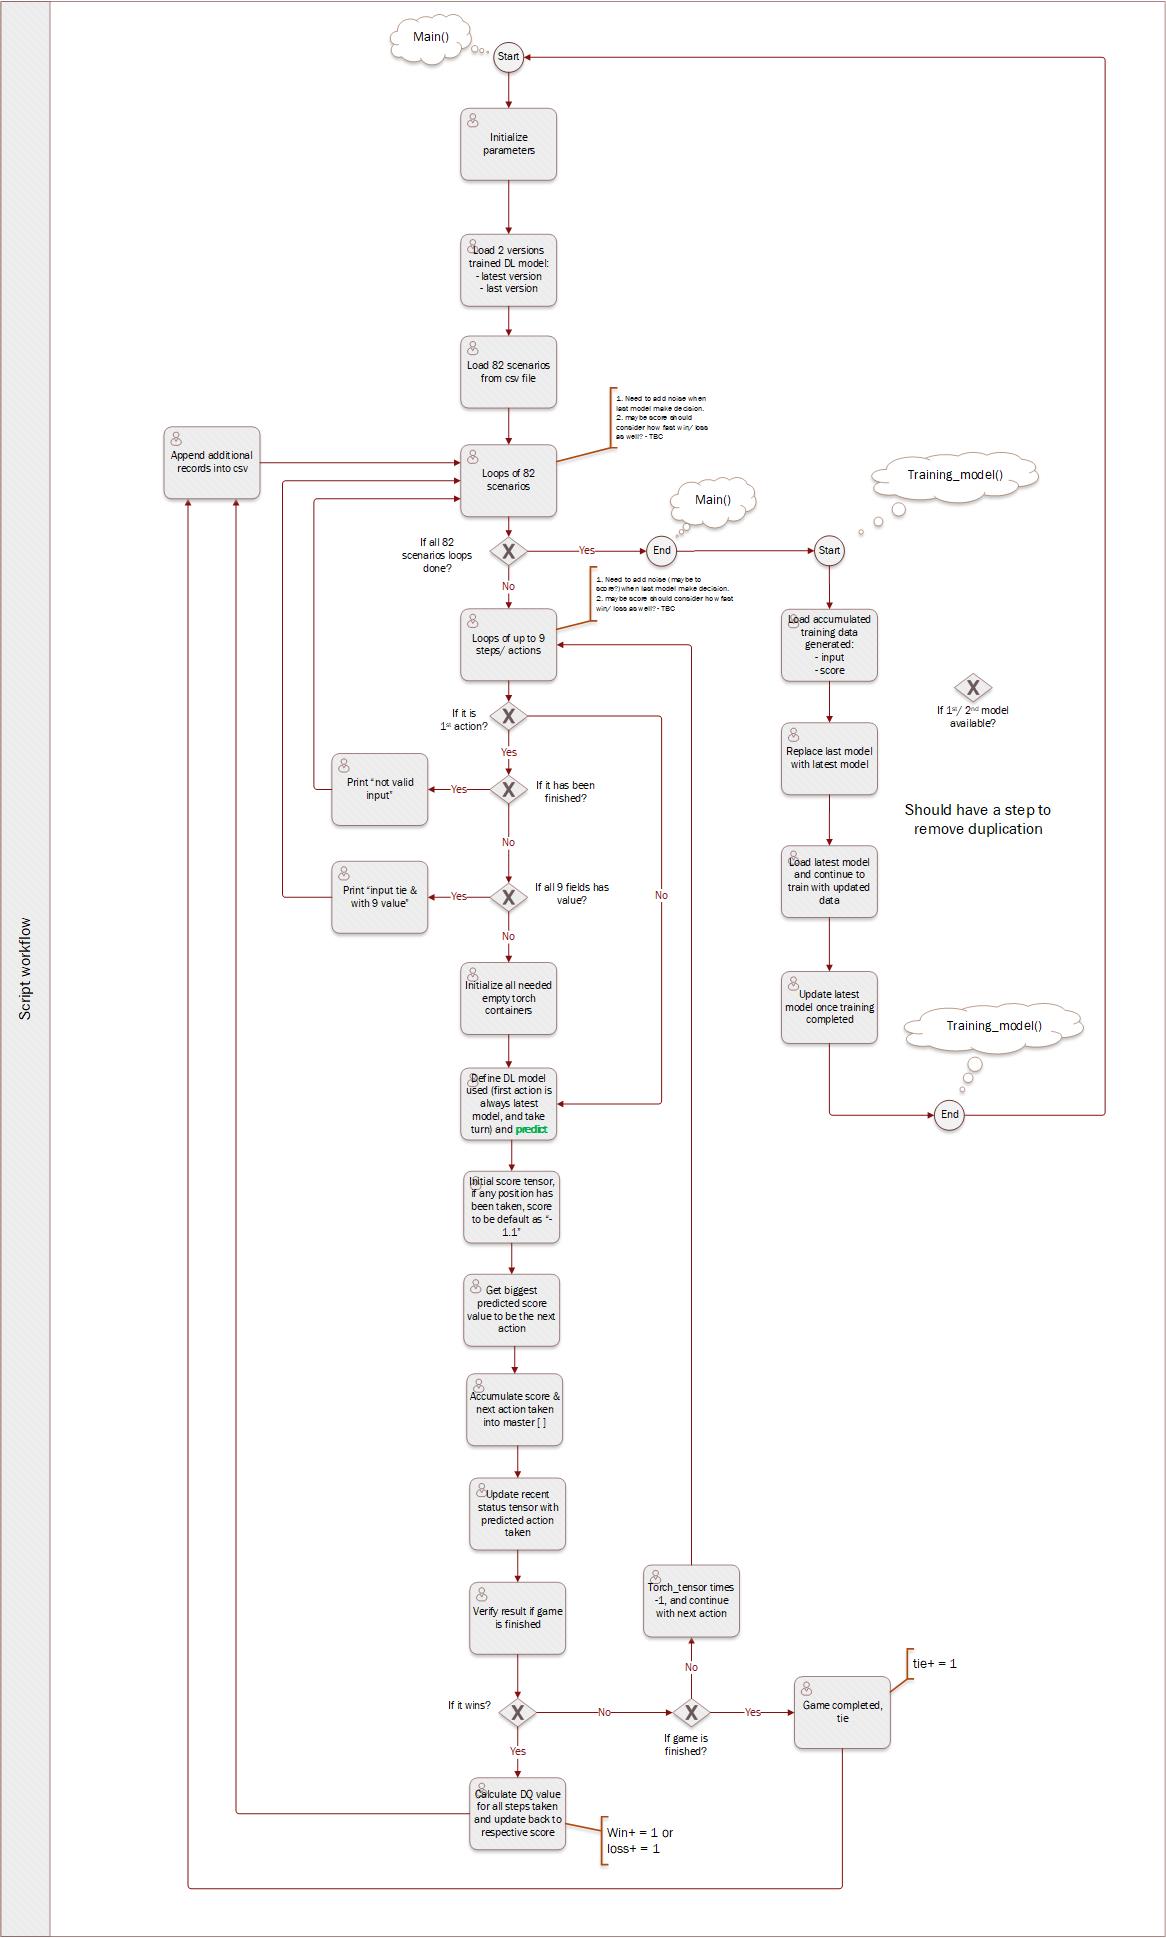 Script workflow
Main()
Start
Initialize
parameters
Load 2 versions
trained DL model:
- latest version
- last version
Load 82 scenarios
from csv file
1. Need to add noise when
last model make decision.
2. maybe score should
consider how fast win/ loss
as well? - TBC
Append additional
records into csv
Loops of 82
scenarios
Training_model()
Main()
If all 82
scenarios loops
done?
Yes
End
Start
No
1. Need to add noise (maybe to
score?)when last model make decision.
2. maybe score should consider how fast
win/ loss as well? - TBC
Loops of up to 9
steps/ actions
Load accumulated
training data
generated:
- input
- score
If it is
1st action?
X
If 1st/ 2nd model
available?
Yes
Replace last model
with latest model
Print “not valid
input”
Yes
If it has been
finished?
Should have a step to
remove duplication
No
Load latest model
and continue to
train with updated
data
Print “input tie &
with 9 value”
Yes
If all 9 fields has
value?
No
No
Initialize all needed
empty torch
containers
Update latest
model once training
completed
Training_model()
Define DL model
used (first action is
always latest
model, and take
turn) and predict
End
Initial score tensor,
if any position has
been taken, score
to be default as “-
1.1”
Get biggest
predicted score
value to be the next
action
Accumulate score &
next action taken
into master [ ]
Update recent
status tensor with
predicted action
taken
Verify result if game
is finished
Torch_tensor times
-1, and continue
with next action
No
tie+ = 1
If it wins?
X
No
X
Yes
Game completed,
tie
If game is
finished?
Yes
Calculate DQ value
for all steps taken
and update back to
respective score
Win+ = 1 or
loss+ = 1